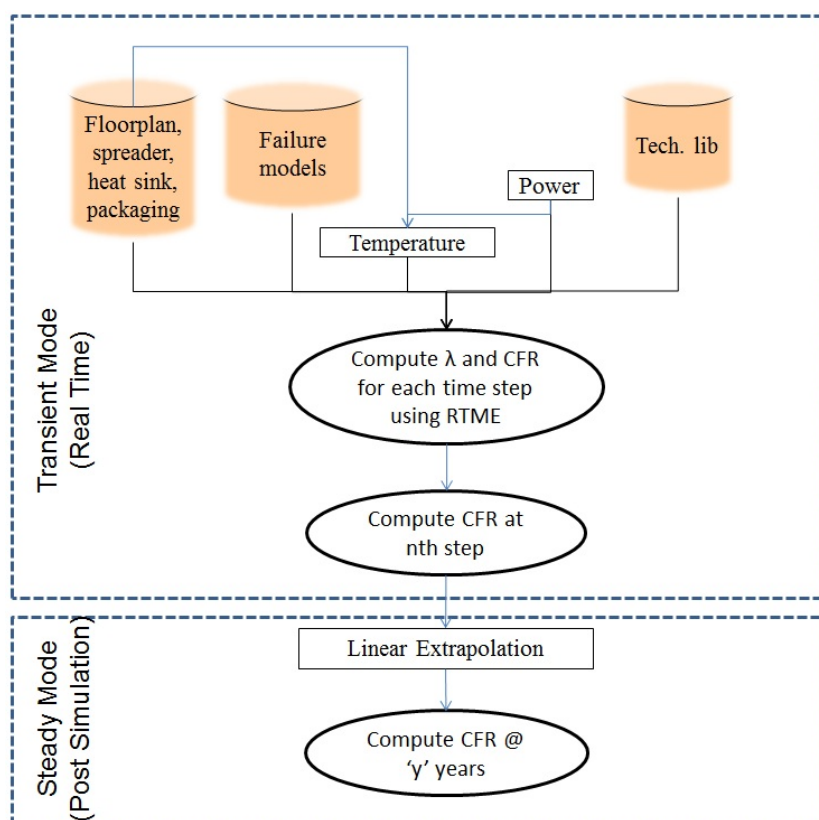 Floorplan,
spreader,
heat sink,
packaging
Failure
models
Tech. lib
Power
Temperature
Transient Mode
(Real Time)
Compute λ and CFR
for each time step
using RTME
Compute CFR at
nth step
Steady Mode
(Post Simulation)
Linear Extrapolation
Compute CFR @
‘y’ years